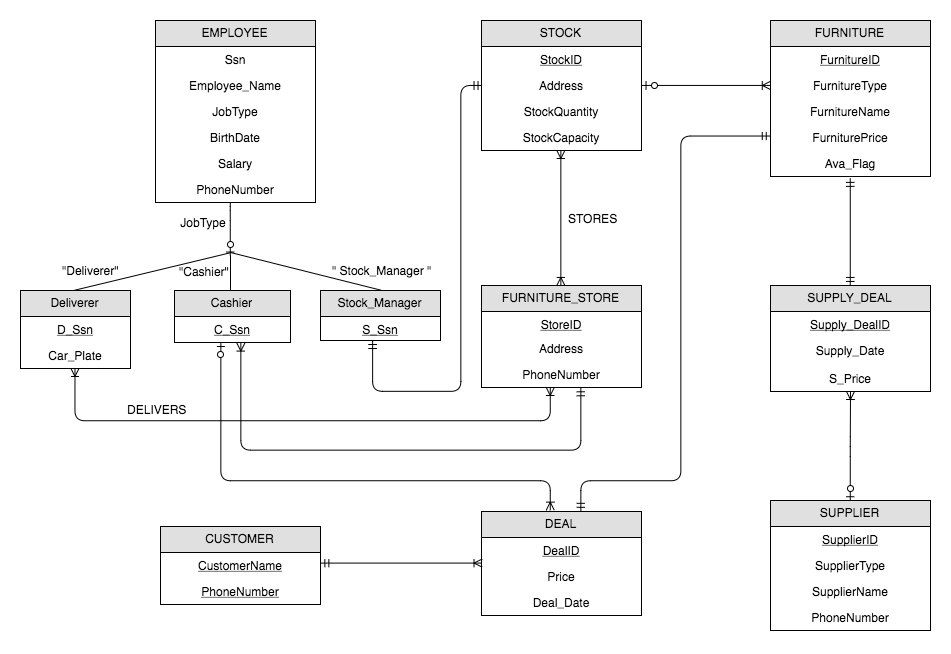 EMPLOYEE
Ssn
Employee_Name
JobType
BirthDate
Salary
PhoneNumber
STOCK
StockID
Address
StockQuantity
StockCapacity
FURNITURE
FurnitureID
FurnitureType
FurnitureName
FurniturePrice
Ava_Flag
JobType
STORES
"Deliverer"
"Cashier"
" Stock_Manager "
Deliverer
D_Ssn
Car_Plate
Cashier
C_Ssn
Stock_Manager
S_Ssn
FURNITURE_STORE
StoreID
Address
PhoneNumber
SUPPLY_DEAL
Supply_DealID
Supply_Date
S_Price
DELIVERS
CUSTOMER
CustomerName
PhoneNumber
DEAL
DealID
Price
Deal_Date
SUPPLIER
SupplierID
SupplierType
SupplierName
PhoneNumber